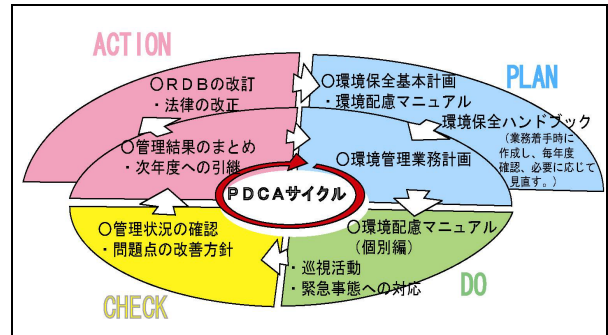 ACTION
○RDBの改訂
・法律の改正
○管理結果のまとめ
・次年度への引継
PLAN
○環境保全基本計画
・環境配慮マニュアル
環境保全ハンドブック
(業務着手時に
作成し、毎年度
確認、必要に応じて
見直す。)
○環境管理業務計画
PDCAサイクル
○管理状況の確認
・問題点の改善方針
CHECK
○環境配慮マニュアル
(個別編)
・巡視活動
・緊急事態への対応
DO